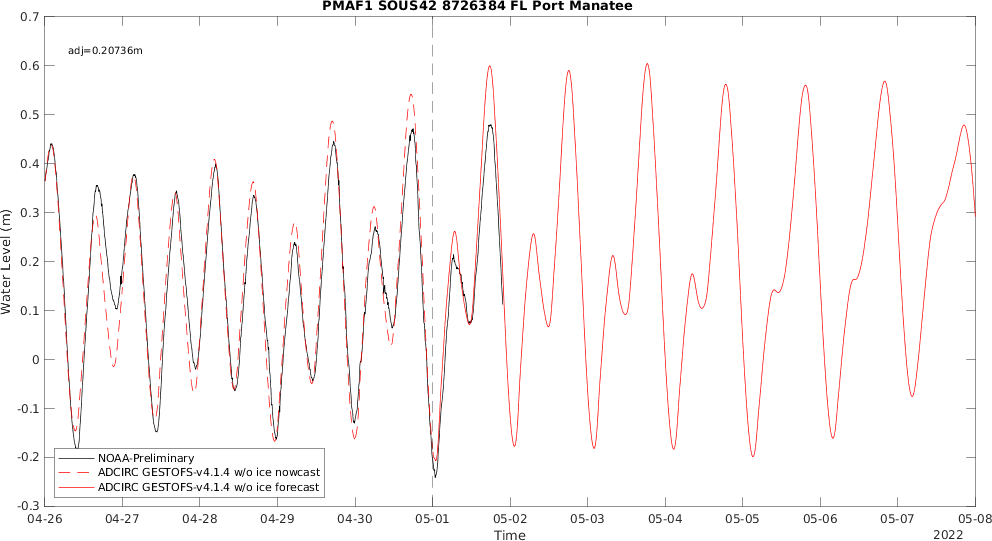 PMAF1 SOUS42 8726384 FL Port Manatee
adj=0.20736m
0.7
0.6
0.5
0.4
0.3
0.2
0.1
0
-0.1
-0.2
-0.3
Water Level (m)
NOAA-Preliminary
ADCIRC GESTOFS-v4.1.4 w/o ice nowcast
ADCIRC GESTOFS-v4.1.4 w/o ice forecast
04-26 04-27 04-28 04-29 04-30 05-01 05-02 05-03 05-04 05-05 05-06 05-07 05-08
Time
2022